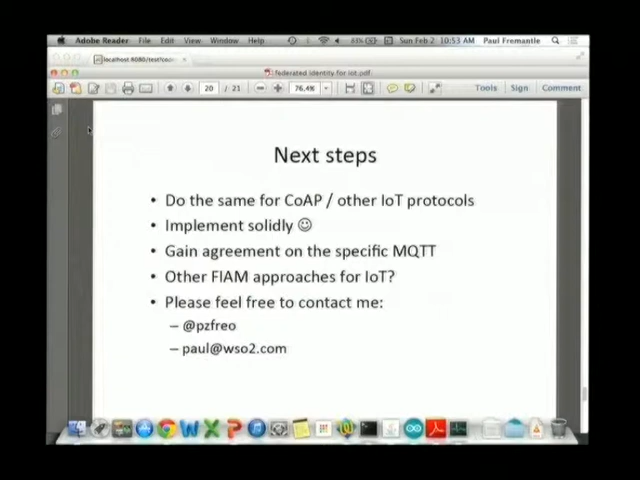 Adobe Reader File Edit View Window Help 33% Sun Feb 2 10:53 AM Paul Fremantle
federated identity for iot.pdf
20 / 21 76.4% Tools Sign Comment
Next steps
• Do the same for CoAP / other IoT protocols
• Implement solidly ☺
• Gain agreement on the specific MQTT
• Other FIAM approaches for IoT?
• Please feel free to contact me:
– @pzfreo
– paul@wso2.com